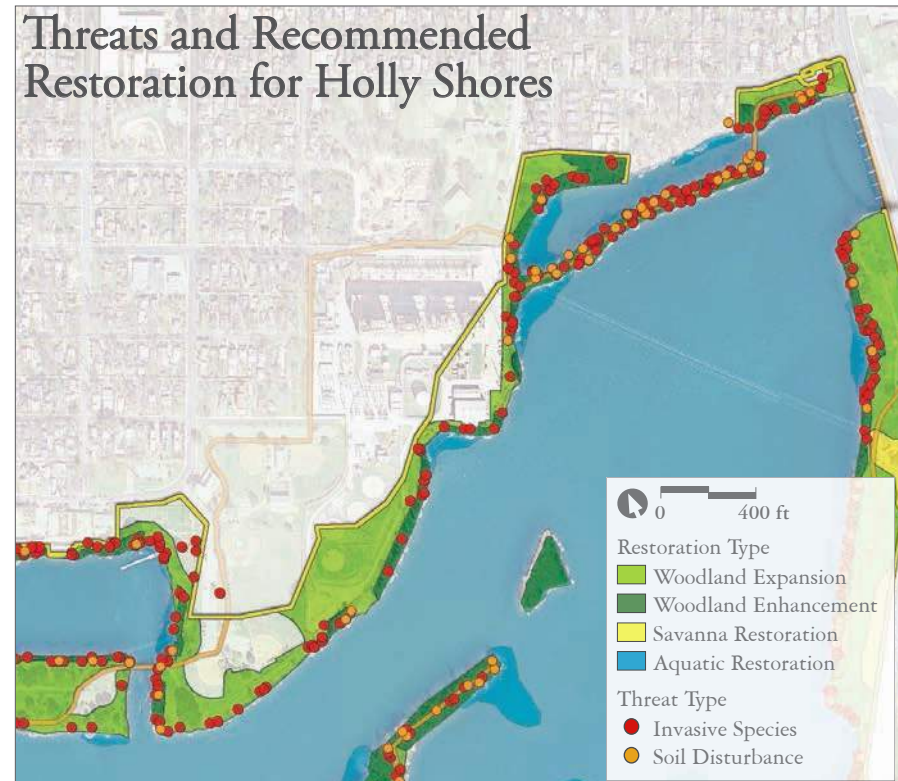 Threats and Recommended
Restoration for Holly Shores
0
400 ft
Restoration Type
Woodland Expansion
Woodland Enhancement
Savanna Restoration
Aquatic Restoration
Threat Type
Invasive Species
Soil Disturbance